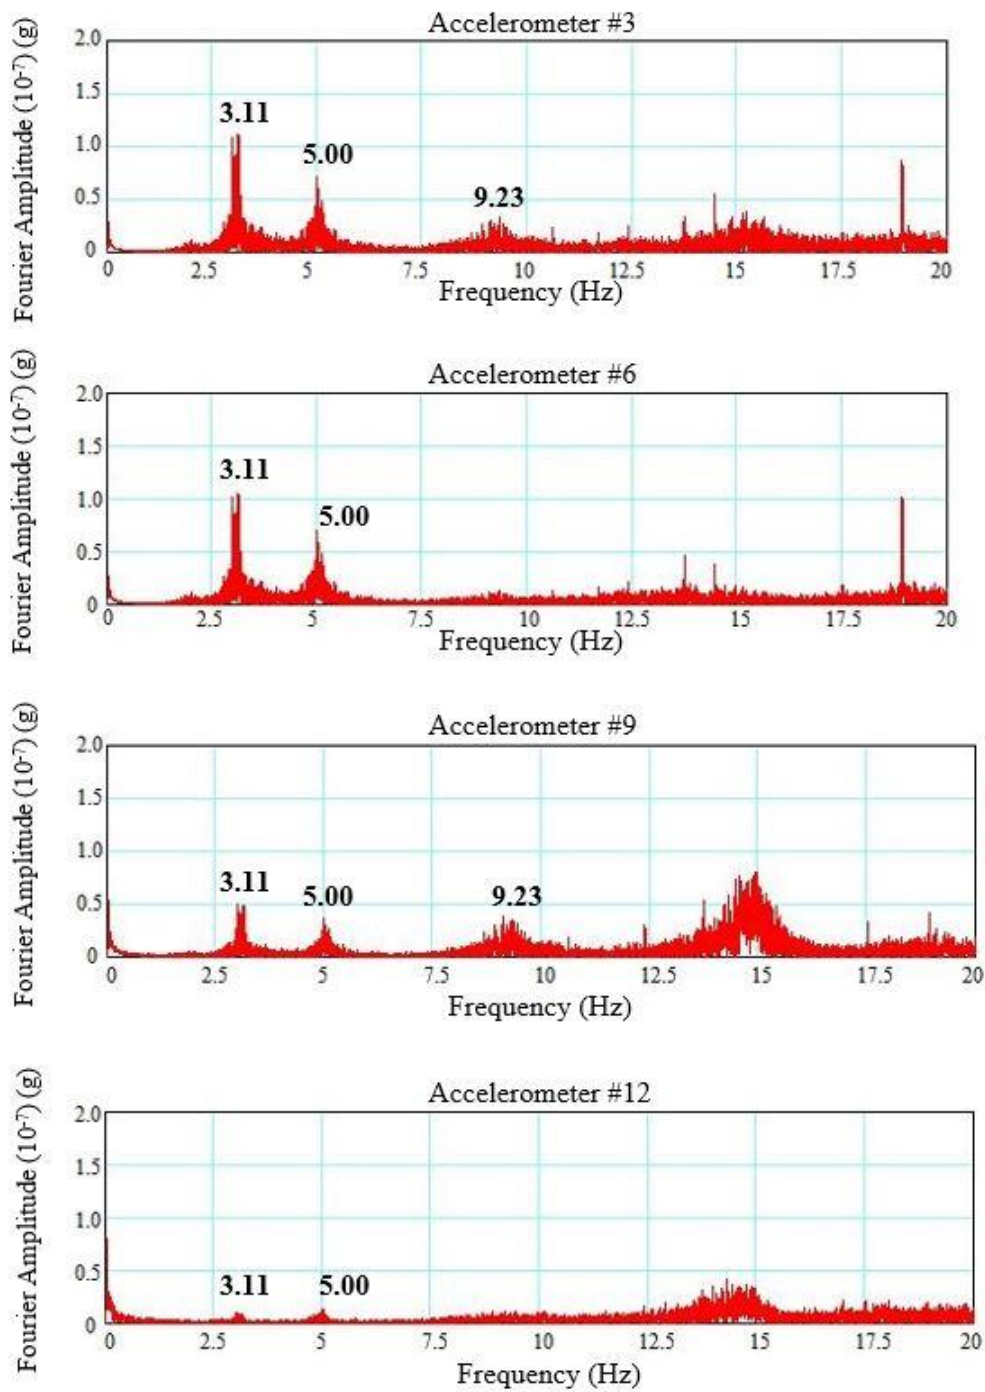 Accelerometer #3
Fourier Amplitude (10⁻⁷) (g)
2.0
1.5
1.0
0.5
0
3.11
5.00
9.23
0 2.5 5 7.5 10 12.5 15 17.5 20
Frequency (Hz)
Accelerometer #6
Fourier Amplitude (10⁻⁷) (g)
2.0
1.5
1.0
0.5
0
3.11
5.00
0 2.5 5 7.5 10 12.5 15 17.5 20
Frequency (Hz)
Accelerometer #9
Fourier Amplitude (10⁻⁷) (g)
2.0
1.5
1.0
0.5
0
3.11
5.00
9.23
0 2.5 5 7.5 10 12.5 15 17.5 20
Frequency (Hz)
Accelerometer #12
Fourier Amplitude (10⁻⁷) (g)
2.0
1.5
1.0
0.5
0
3.11 5.00
0 2.5 5 7.5 10 12.5 15 17.5 20
Frequency (Hz)